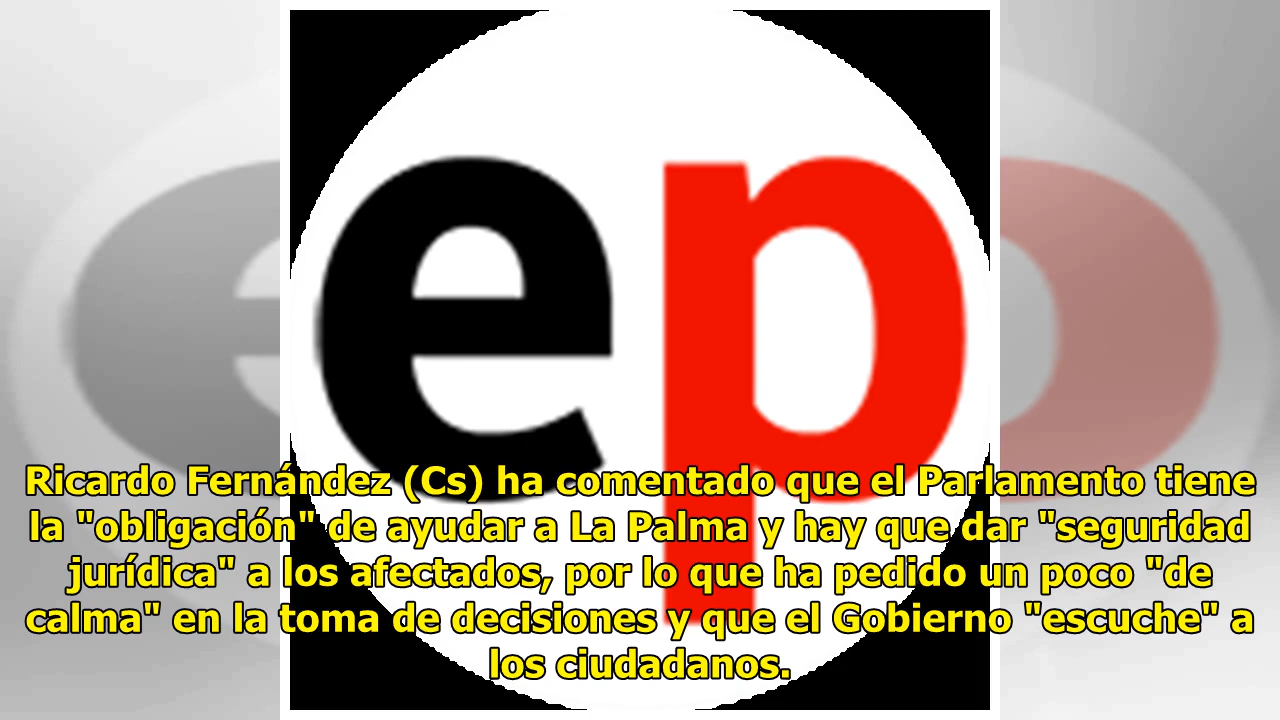 ep
Ricardo Fernández (Cs) ha comentado que el Parlamento tiene
la "obligación" de ayudar a La Palma y hay que dar "seguridad
jurídica" a los afectados, por lo que ha pedido un poco "de
calma" en la toma de decisiones y que el Gobierno "escuche" a
los ciudadanos.